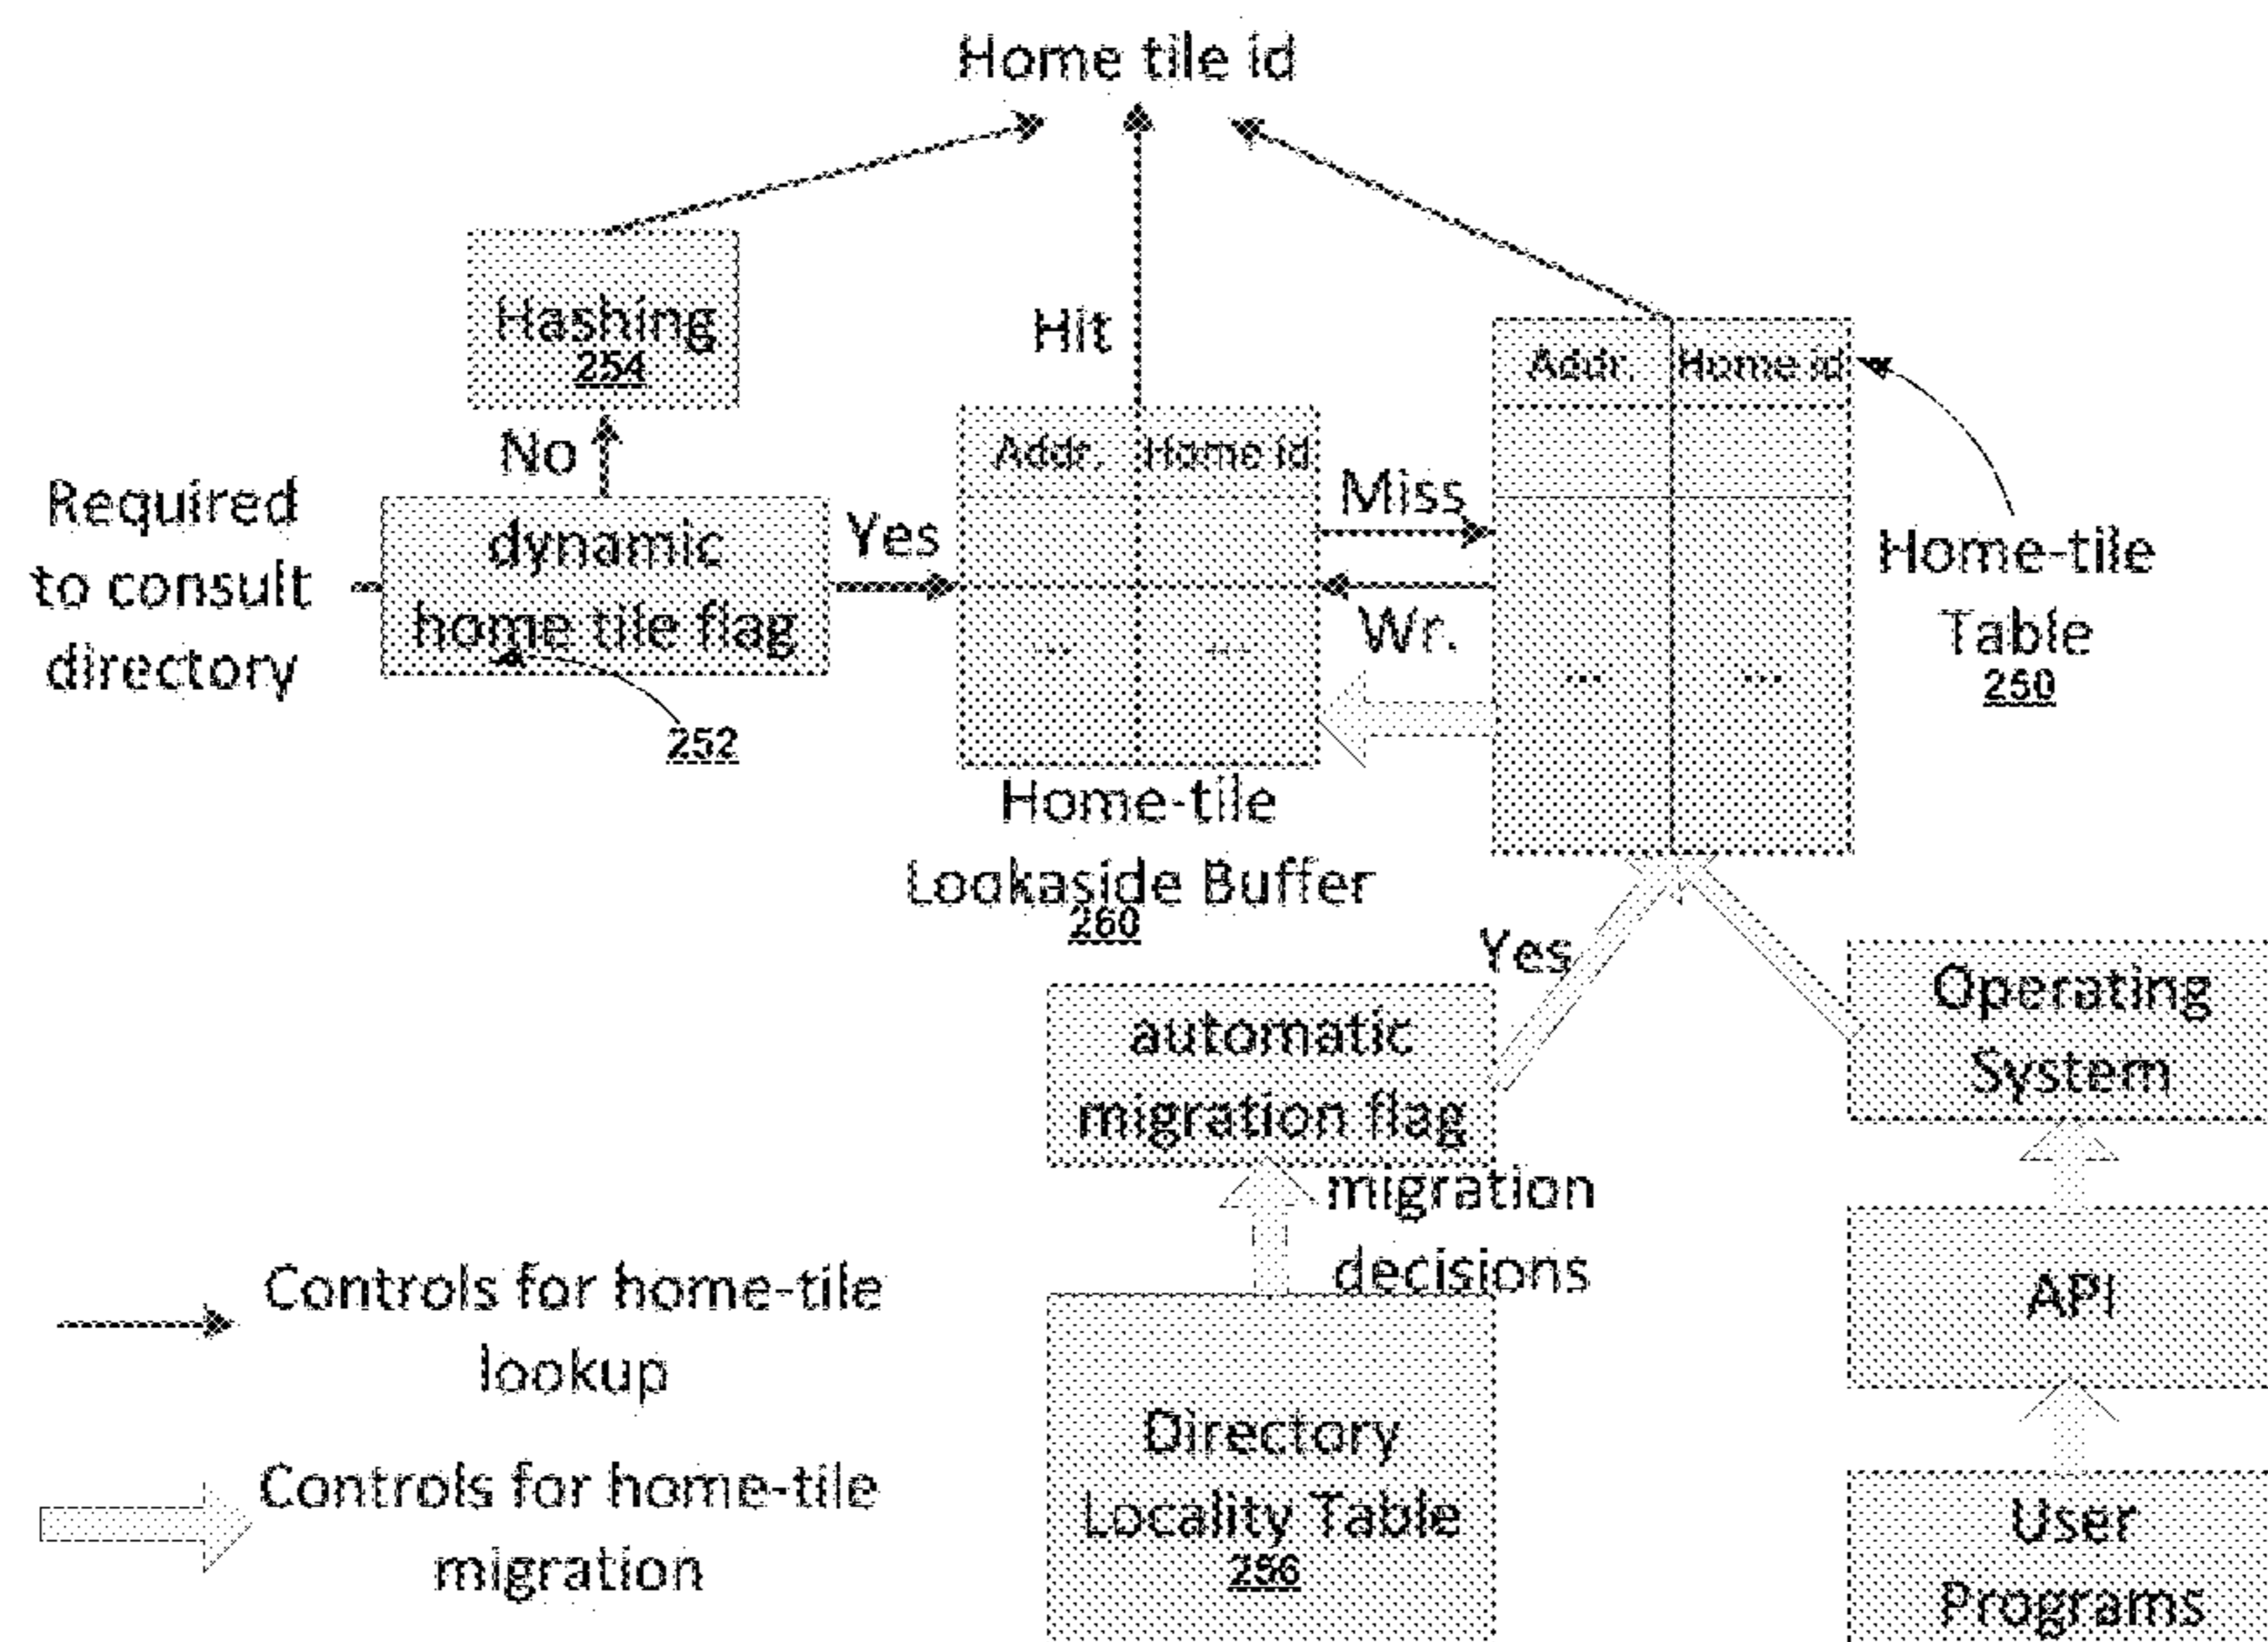 Home tile id
Hashing
254
Hit
Addr. Home id
No
Addr. Home id
Required
to consult
directory
dynamic
home tile flag
Yes
Miss
Wr.
... ...
... ...
Home-tile
Table
250
252
Home-tile
Lookaside Buffer
260
Yes
automatic
migration flag
Operating
System
migration
decisions
API
Controls for home-tile
lookup
Directory
Locality Table
256
Controls for home-tile
migration
User
Programs